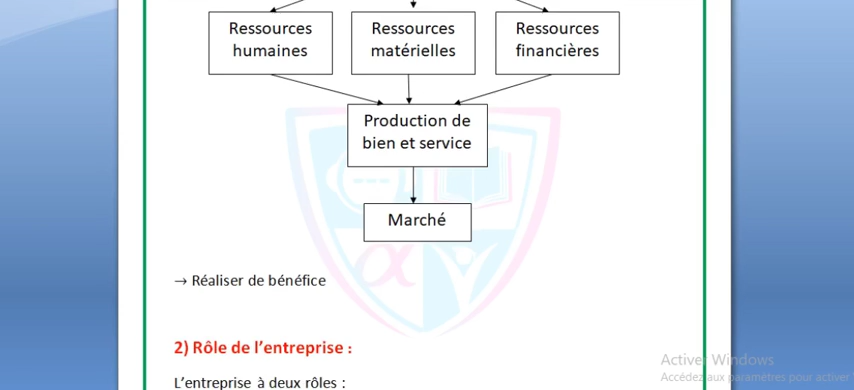 Ressources
humaines
Ressources
matérielles
Ressources
financières
Production de
bien et service
Marché
→ Réaliser de bénéfice
2) Rôle de l’entreprise :
L’entreprise à deux rôles :
Activer Windows
Accédez aux paramètres pour activer